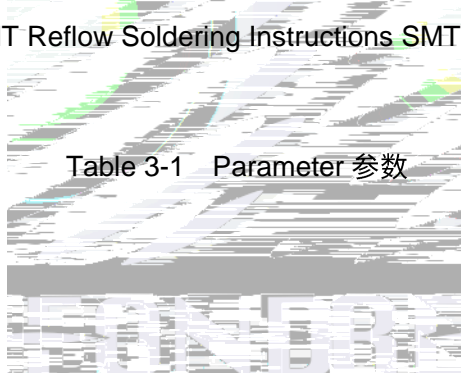 T Reflow Soldering Instructions SMT
Table 3-1 Parameter 参数